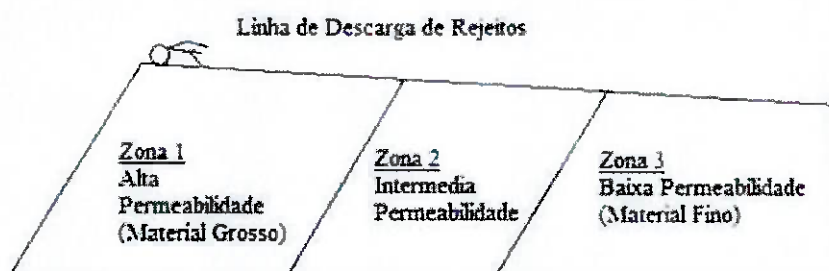 Linha de Descarga de Rejeitos
Zona 1
Alta
Permeabilidade
(Material Grosso)
Zona 2
Intermedia
Permeabilidade
Zona 3
Baixa Permeabilidade
(Material Fino)